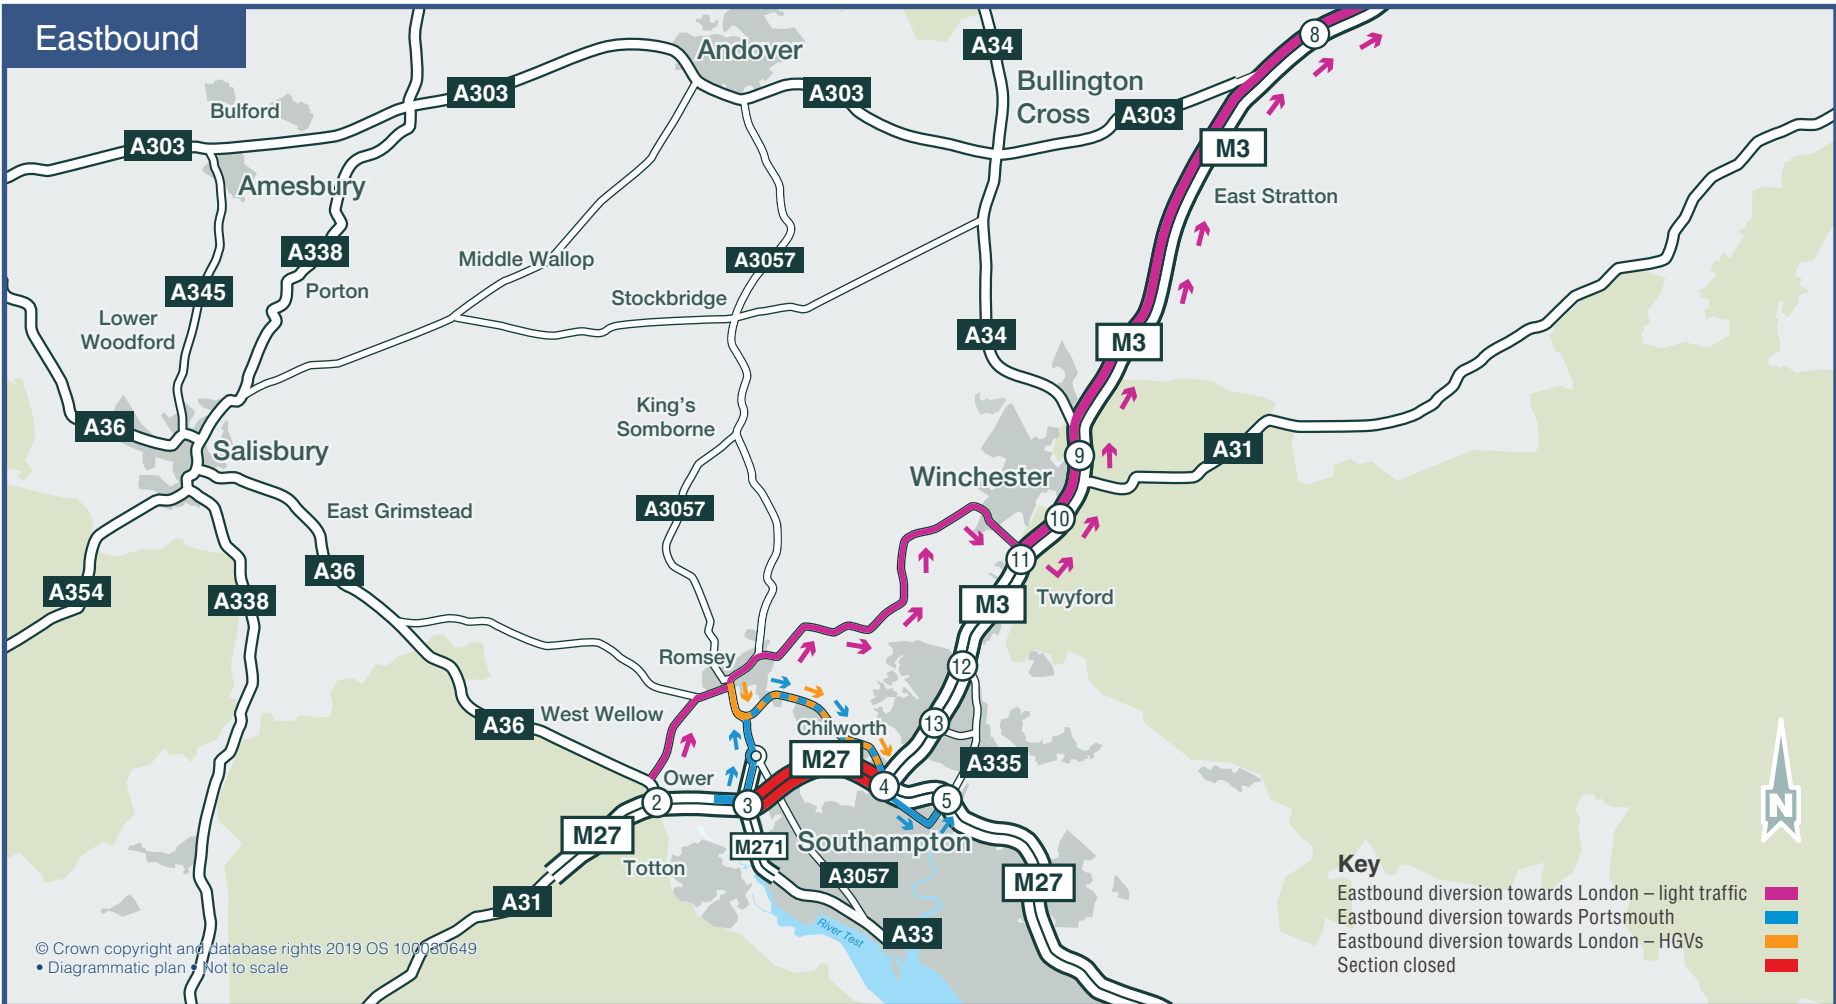 Eastbound
Andover
A34
8
A303
A303
Bullington
Cross
A303
Bulford
A303
M3
Amesbury
East Stratton
A338
Middle Wallop
A3057
A345
Porton
Stockbridge
Lower
Woodford
A34
M3
King's
Somborne
A36
Salisbury
9
A31
Winchester
A3057
East Grimstead
10
11
A36
A354
A338
M3
Twyford
Romsey
12
West Wellow
A36
13
Chilworth
M27
A335
Ower
2
3
4
5
M27
M271
Southampton
Totton
A3057
M27
A31
River Test
A33
Key
Eastbound diversion towards London – light traffic
Eastbound diversion towards Portsmouth
Eastbound diversion towards London – HGVs
Section closed
N
© Crown copyright and database rights 2019 OS 100030649
• Diagrammatic plan • Not to scale